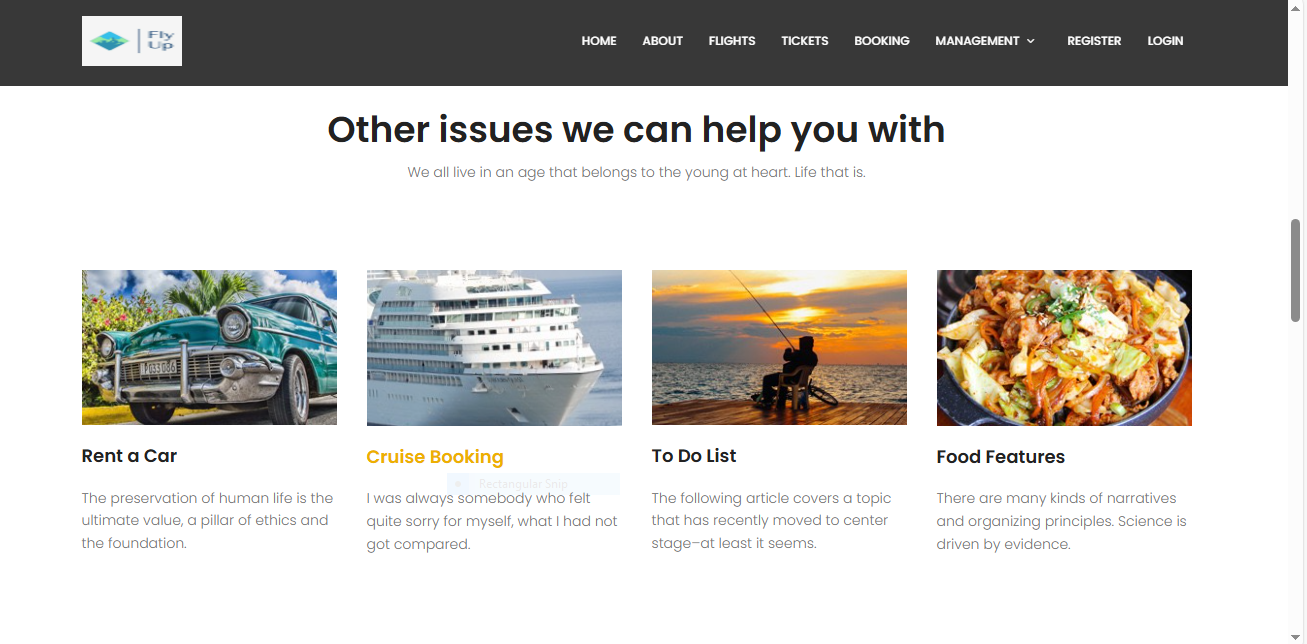 Fly Up
HOME ABOUT FLIGHTS TICKETS BOOKING MANAGEMENT REGISTER LOGIN
Other issues we can help you with
We all live in an age that belongs to the young at heart. Life that is.
Rent a Car
The preservation of human life is the
ultimate value, a pillar of ethics and
the foundation.
Cruise Booking
Rectangular Snip
I was always somebody who felt
quite sorry for myself, what I had not
got compared.
To Do List
The following article covers a topic
that has recently moved to center
stage–at least it seems.
Food Features
There are many kinds of narratives
and organizing principles. Science is
driven by evidence.